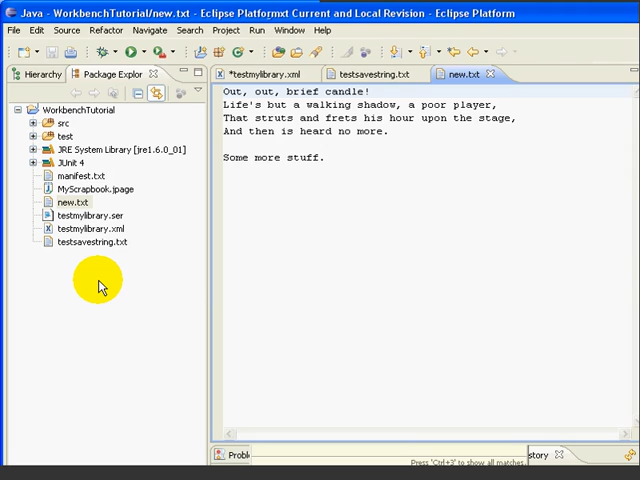 Java - WorkbenchTutorial/new.txt - Eclipse Platformxt Current and Local Revision - Eclipse Platform
File Edit Source Refactor Navigate Search Project Run Window Help
Hierarchy Package Explor *testmylibrary.xml testsavestring.txt new.txt
WorkbenchTutorial
src
test
JRE System Library [jre1.6.0_01]
JUnit 4
manifest.txt
MyScrapbook.jpage
new.txt
testmylibrary.ser
testmylibrary.xml
testsavestring.txt
Out, out, brief candle!
Life's but a walking shadow, a poor player,
That struts and frets his hour upon the stage,
And then is heard no more.
Some more stuff.
Probl story
Press 'Ctrl+3' to show all matches.